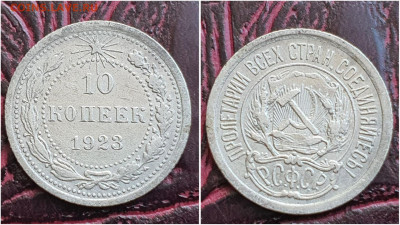 10
КОПЕЕК
1923
ПРОЛЕТАРИИ ВСЕХ СТРАН, СОЕДИНЯЙТЕСЬ!
Р.С.Ф.С.Р.